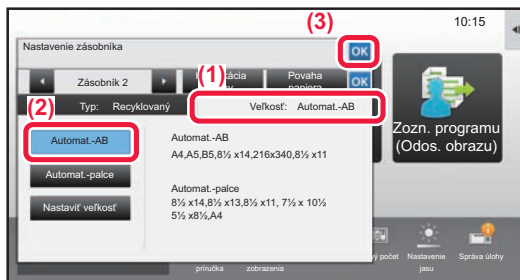 (3)
10:15
Nastavenie zásobníka
OK
(1)
Zásobník 2
Povaha
OK
Typ: Recyklovaný
Veľkosť: Automat.-AB
(2)
Automat.-AB
Automat.-palce
Nastaviť veľkosť
Automat.-AB
A4,A5,B5,8½ x14,216x340,8½ x11
Automat.-palce
8½ x14,8½ x13,8½ x11, 7½ x 10½
5½ x8½,A4
Zozn. programu
(Odos. obrazu)
počet
Nastavenie
jasu
Správa úlohy
príručka
zobrazenia